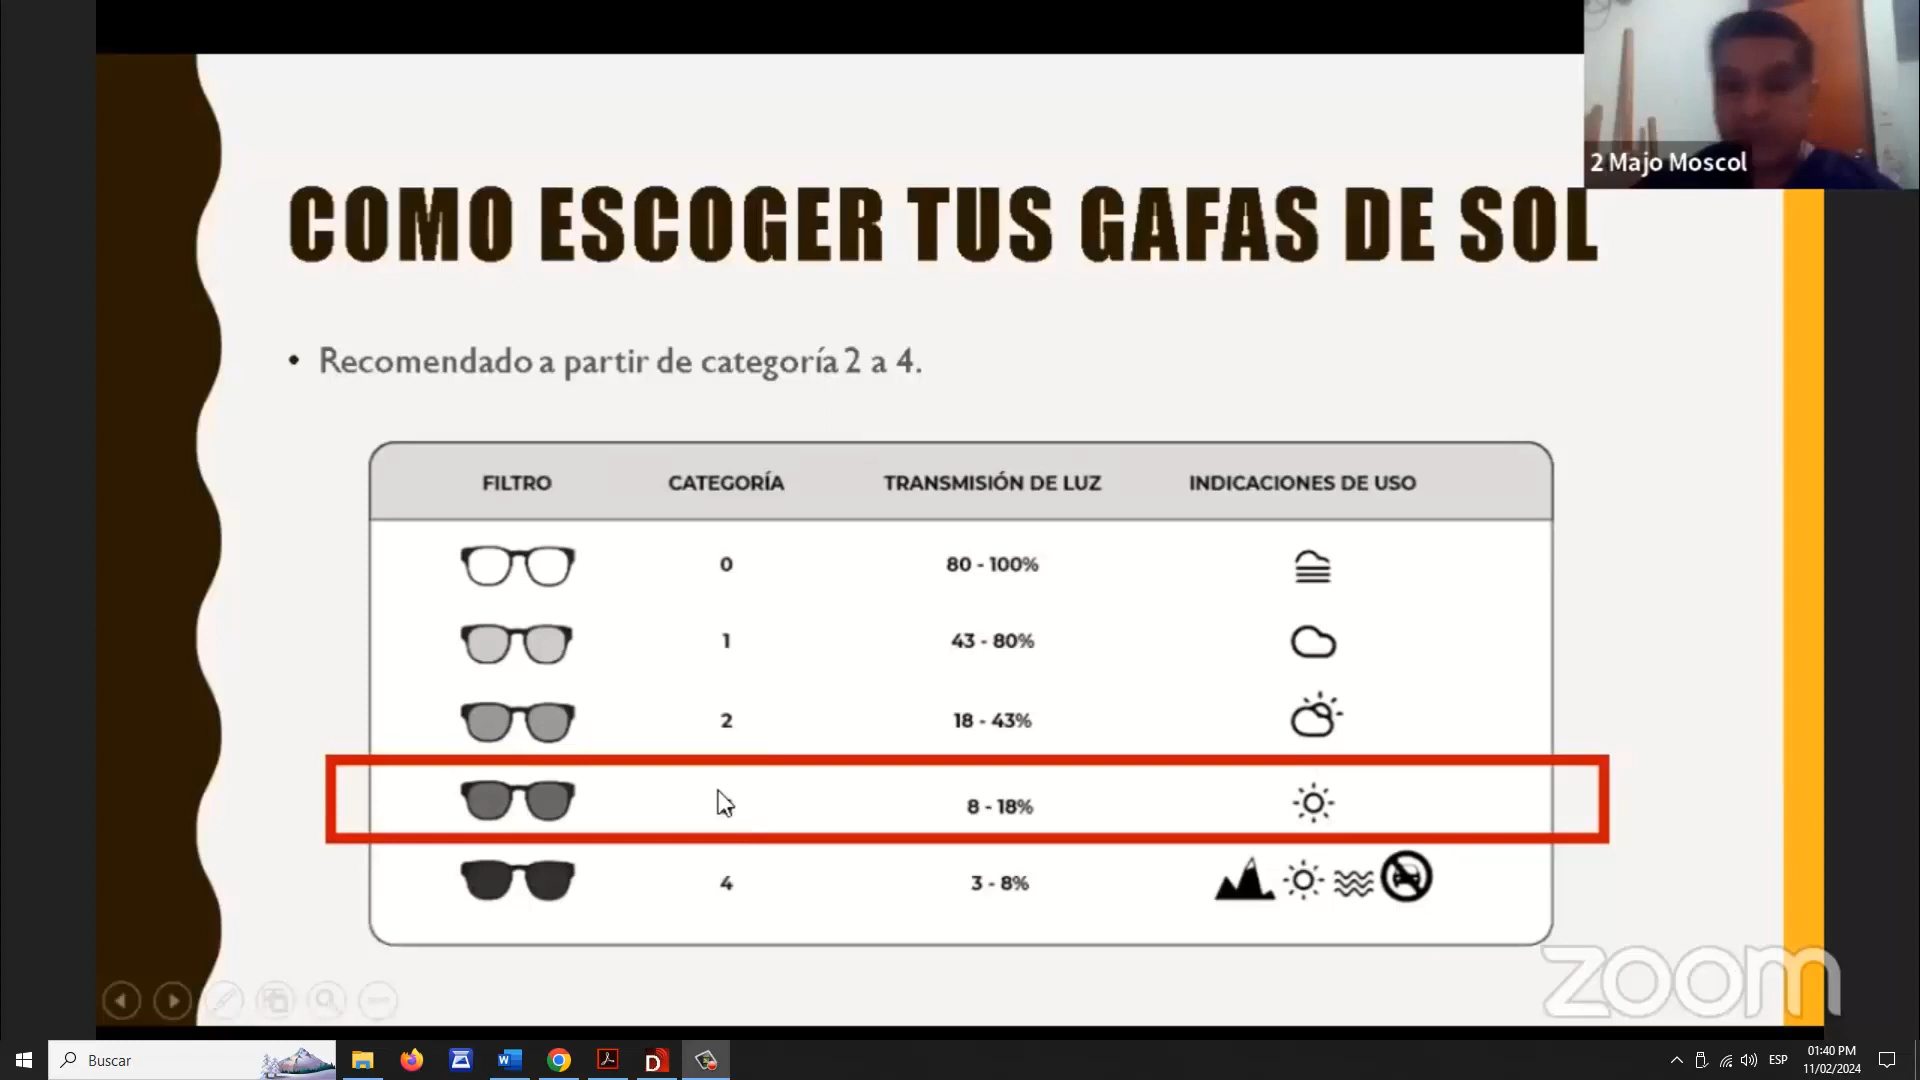 2 Majo Moscol
COMO ESCOGER TUS GAFAS DE SOL
• Recomendado a partir de categoría 2 a 4.
FILTRO CATEGORÍA TRANSMISIÓN DE LUZ INDICACIONES DE USO
0 80 - 100%
1 43 - 80%
2 18 - 43%
8 - 18%
4 3 - 8%
zoom
Buscar
ESP
01:40 PM
11/02/2024